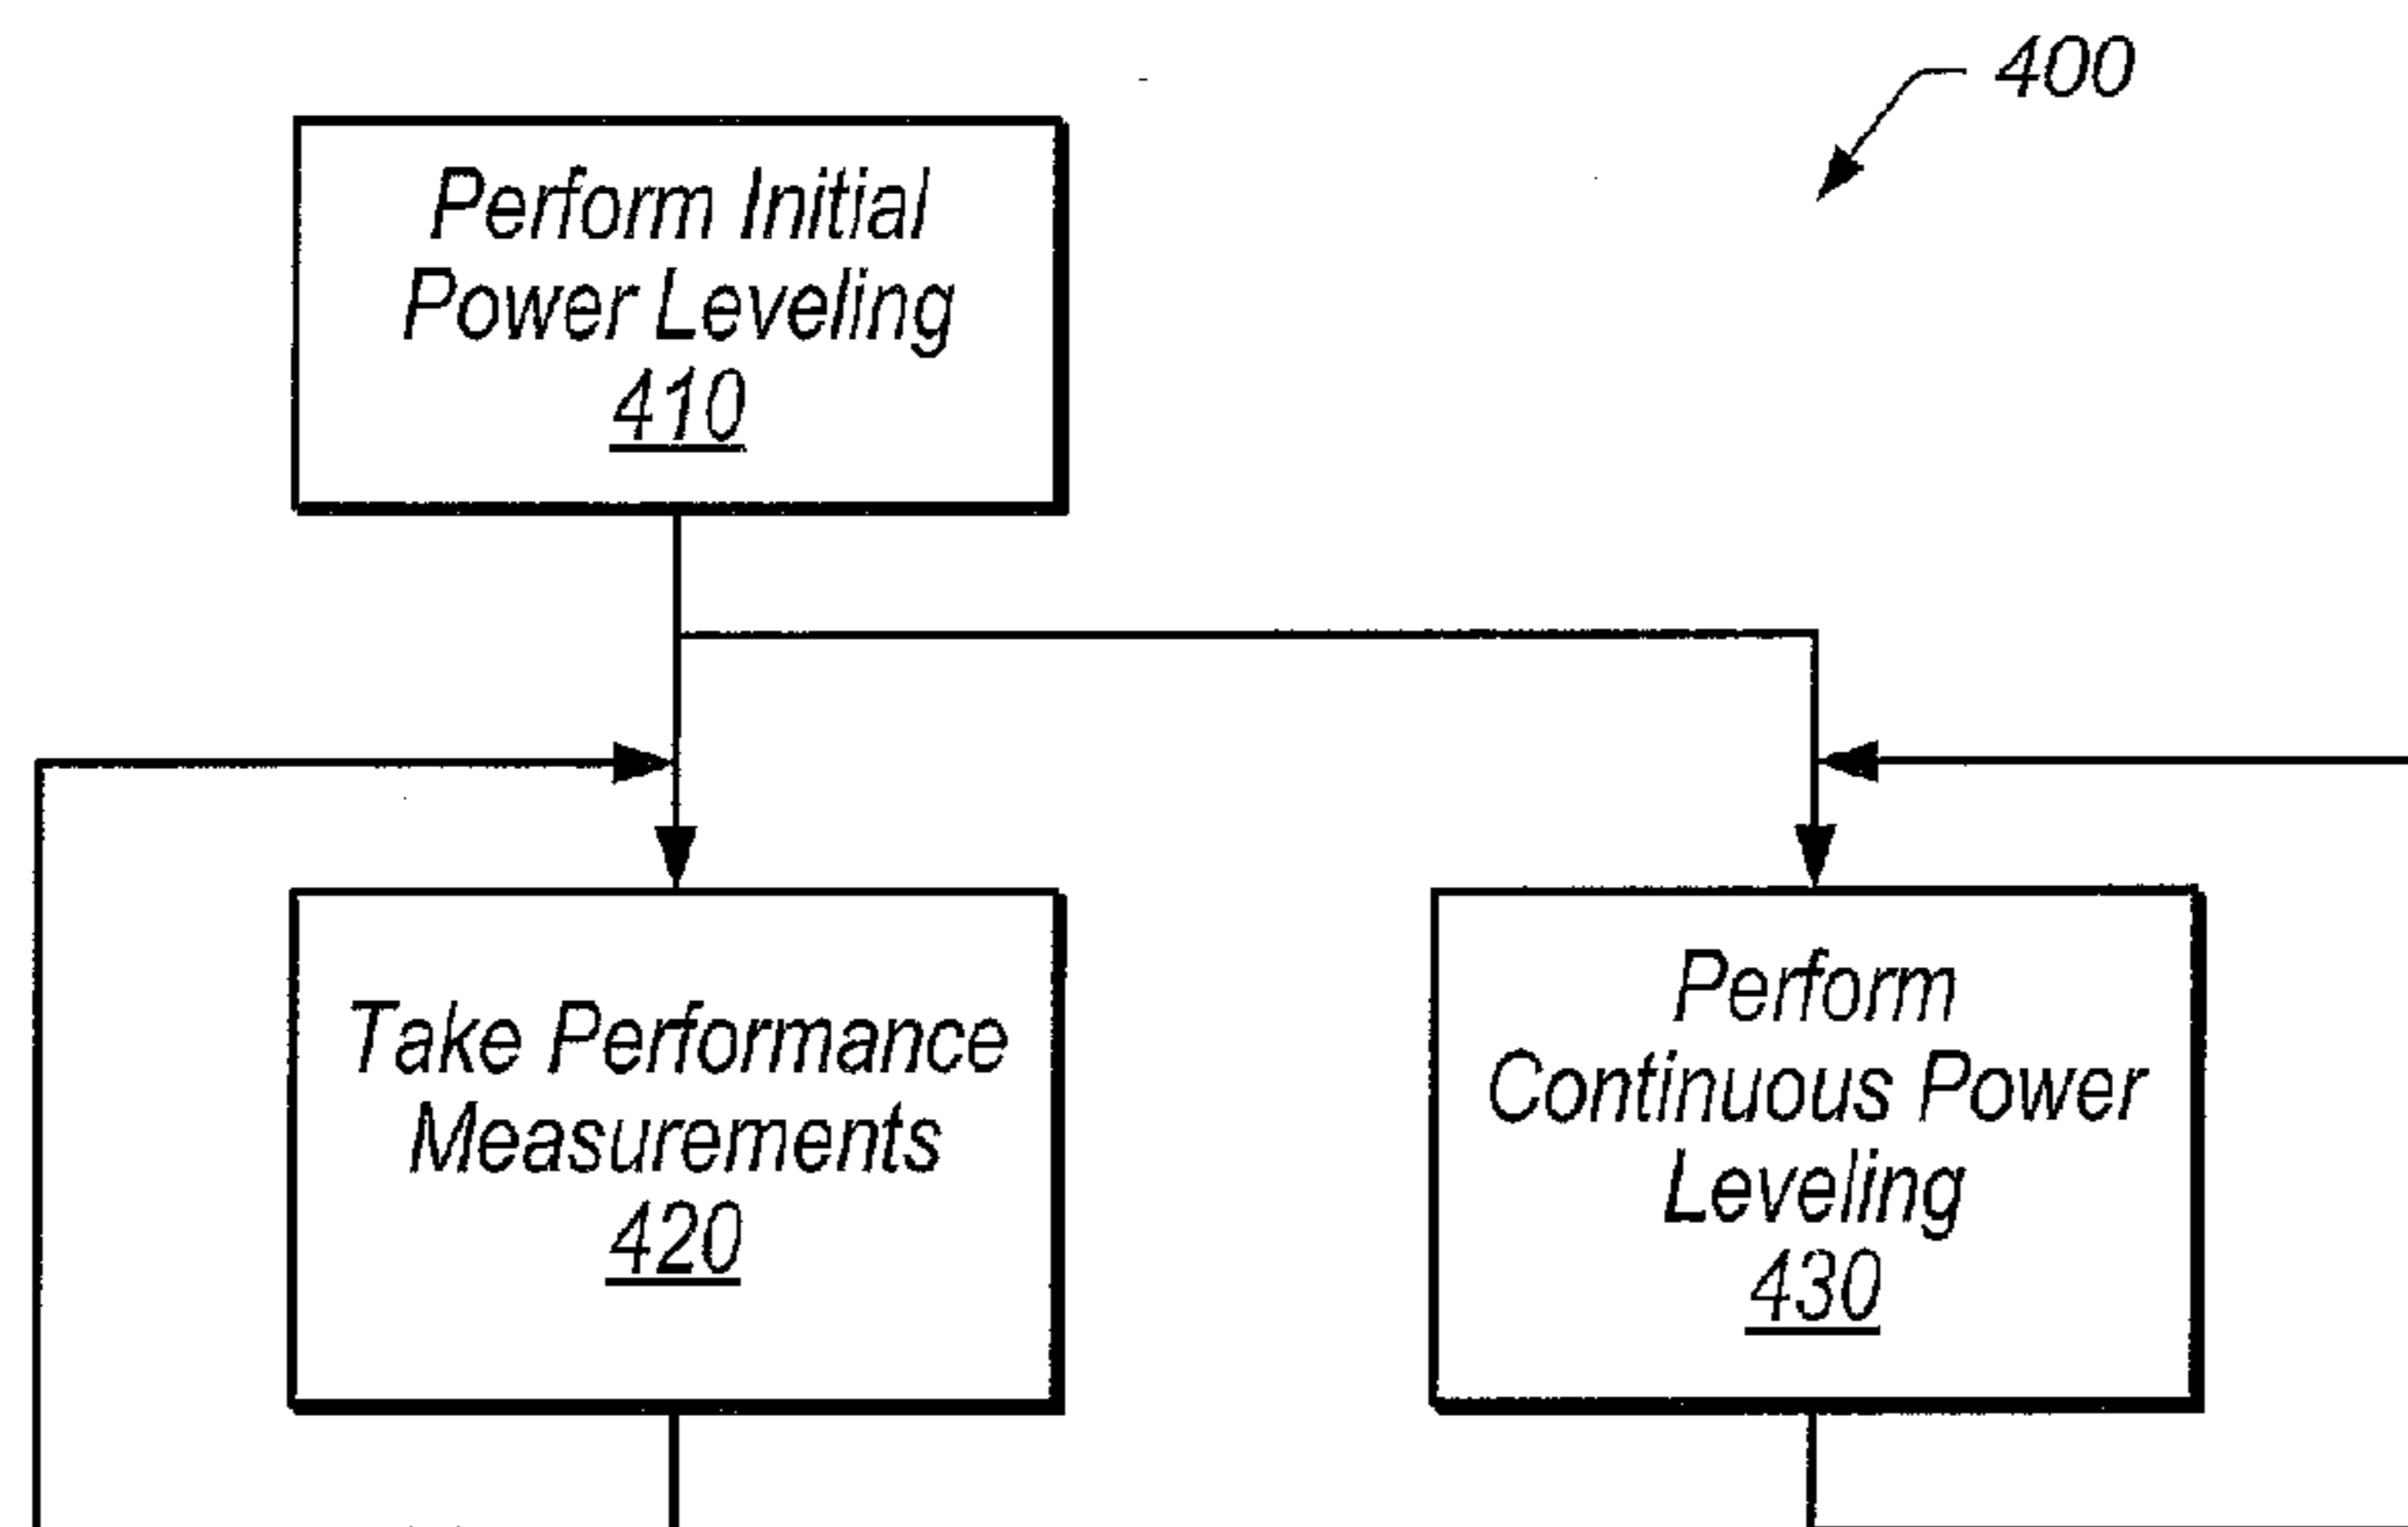 400
Perform Initial
Power Leveling
410
Take Performance
Measurements
420
Perform
Continuous Power
Leveling
430